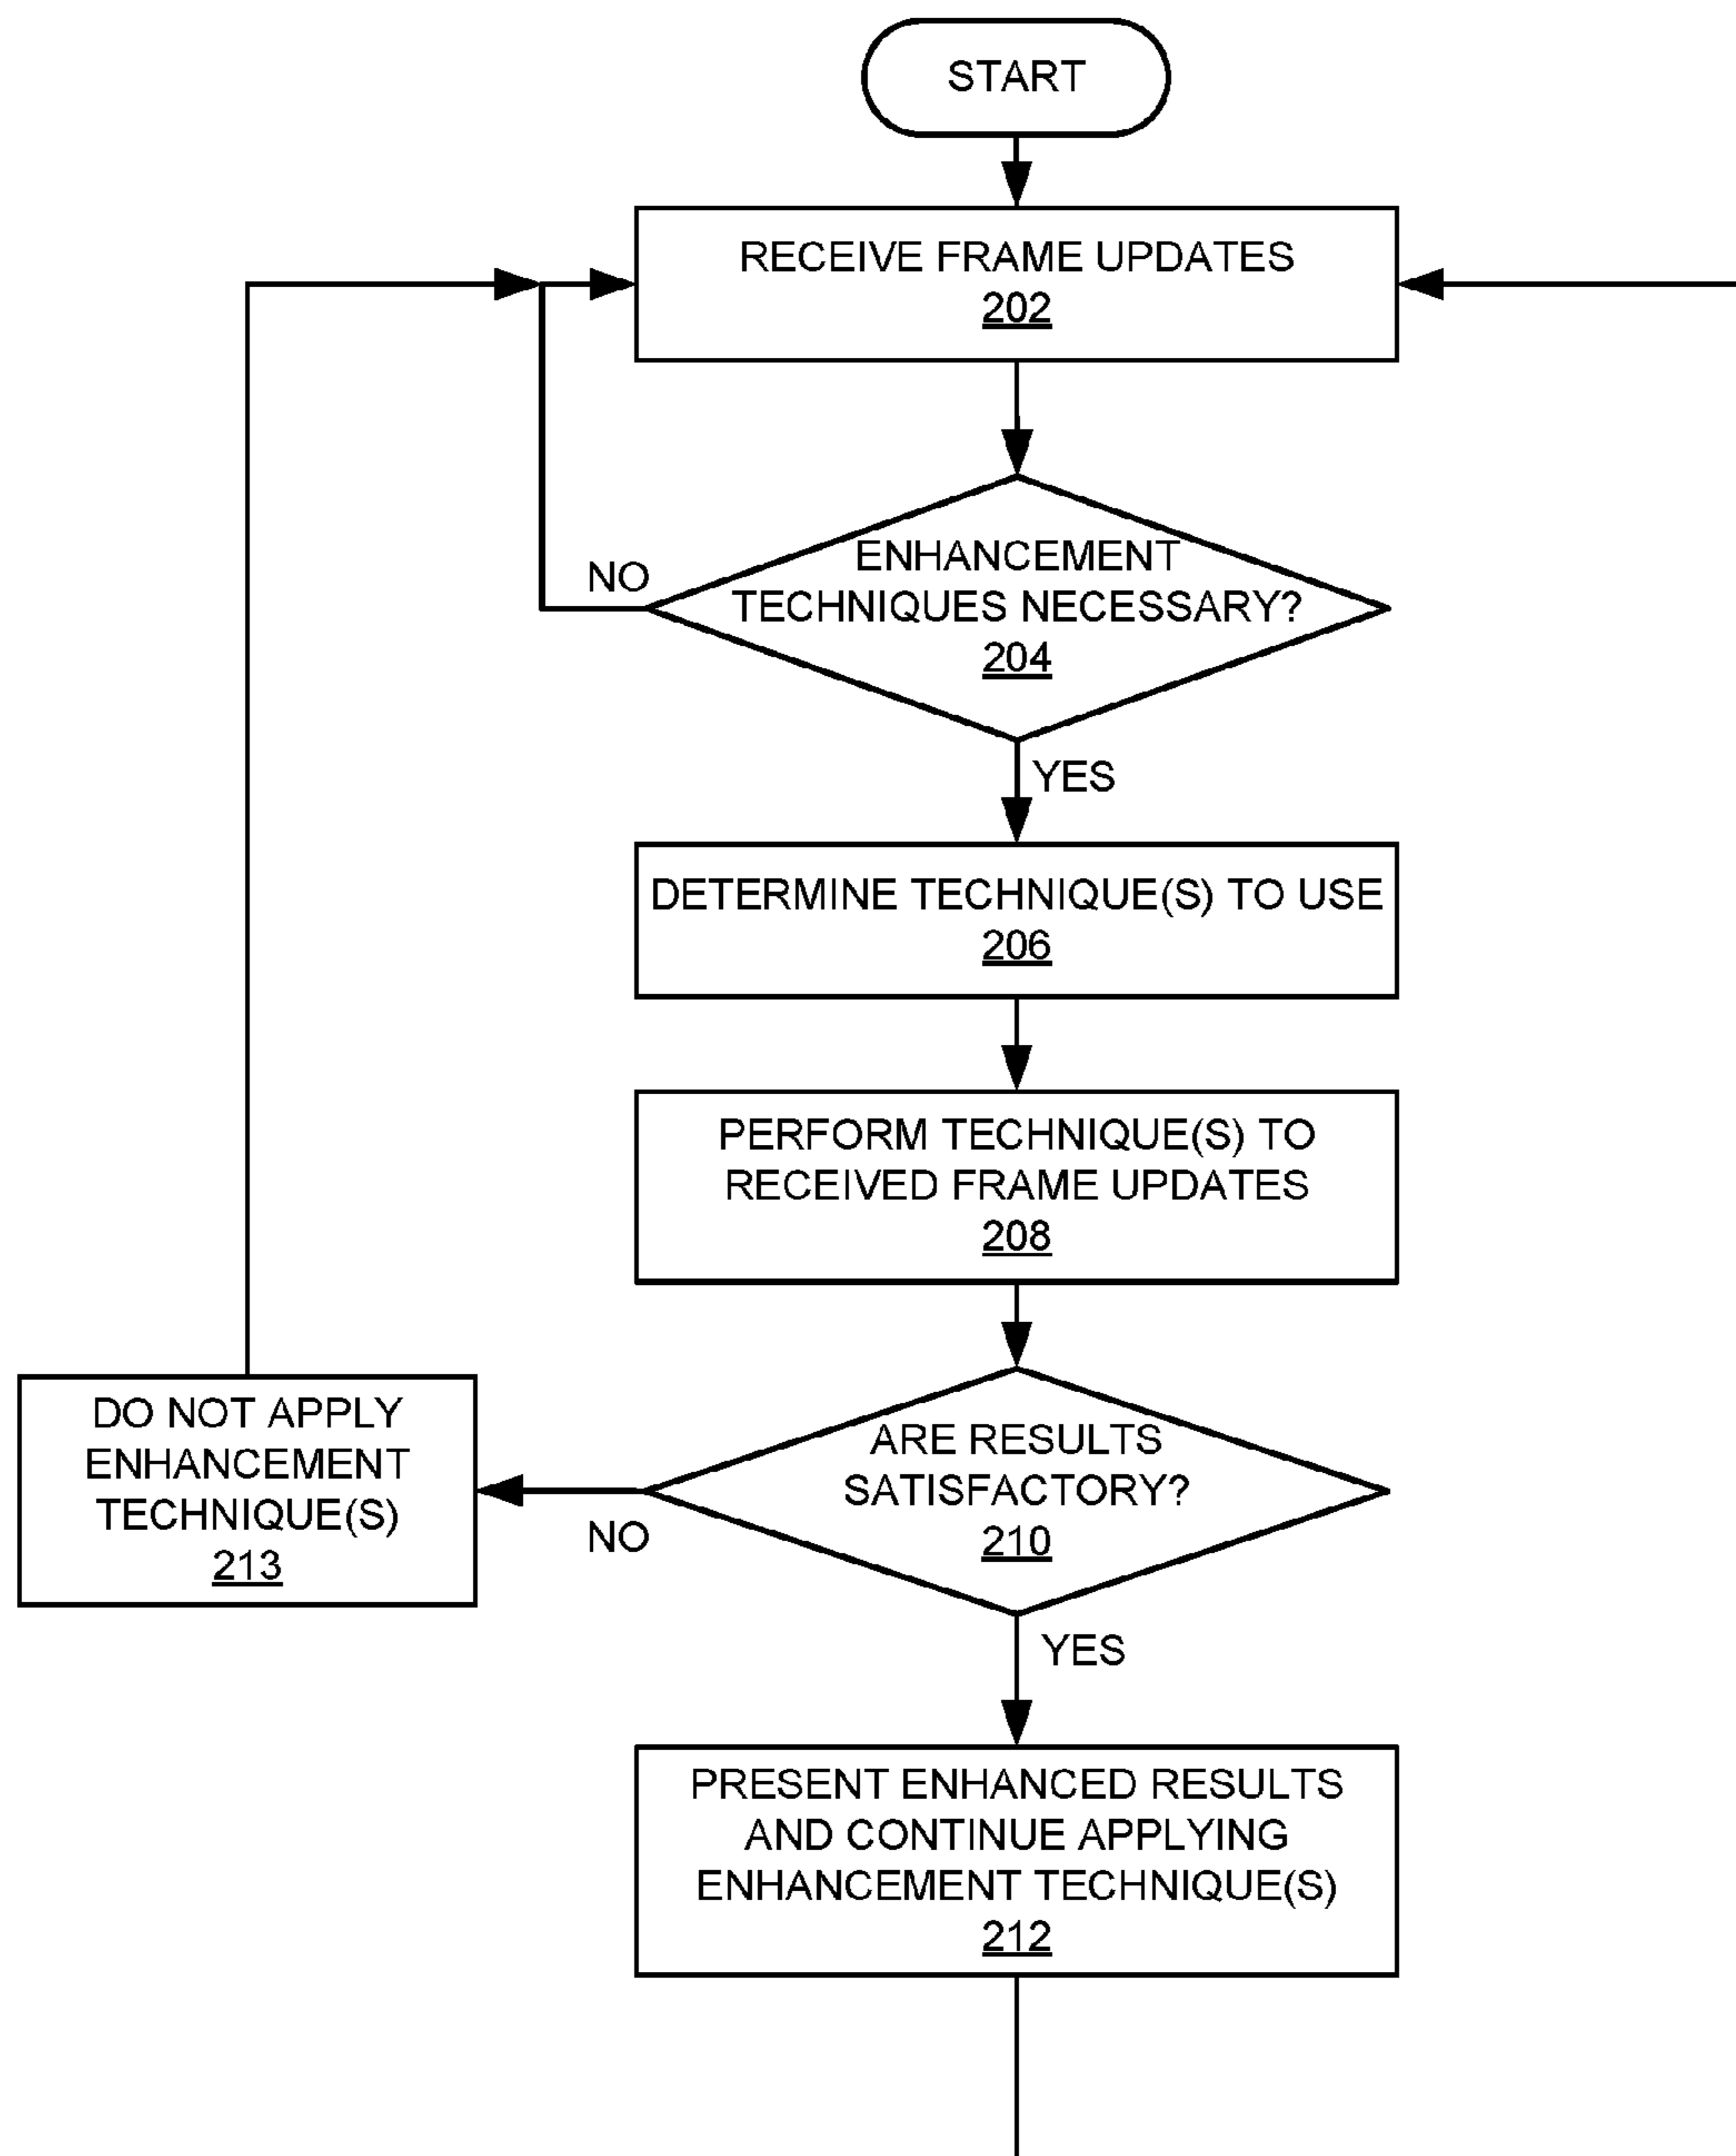 START
RECEIVE FRAME UPDATES
202
ENHANCEMENT
TECHNIQUES NECESSARY?
204
NO
YES
DETERMINE TECHNIQUE(S) TO USE
206
PERFORM TECHNIQUE(S) TO
RECEIVED FRAME UPDATES
208
ARE RESULTS
SATISFACTORY?
210
NO
DO NOT APPLY
ENHANCEMENT
TECHNIQUE(S)
213
YES
PRESENT ENHANCED RESULTS
AND CONTINUE APPLYING
ENHANCEMENT TECHNIQUE(S)
212